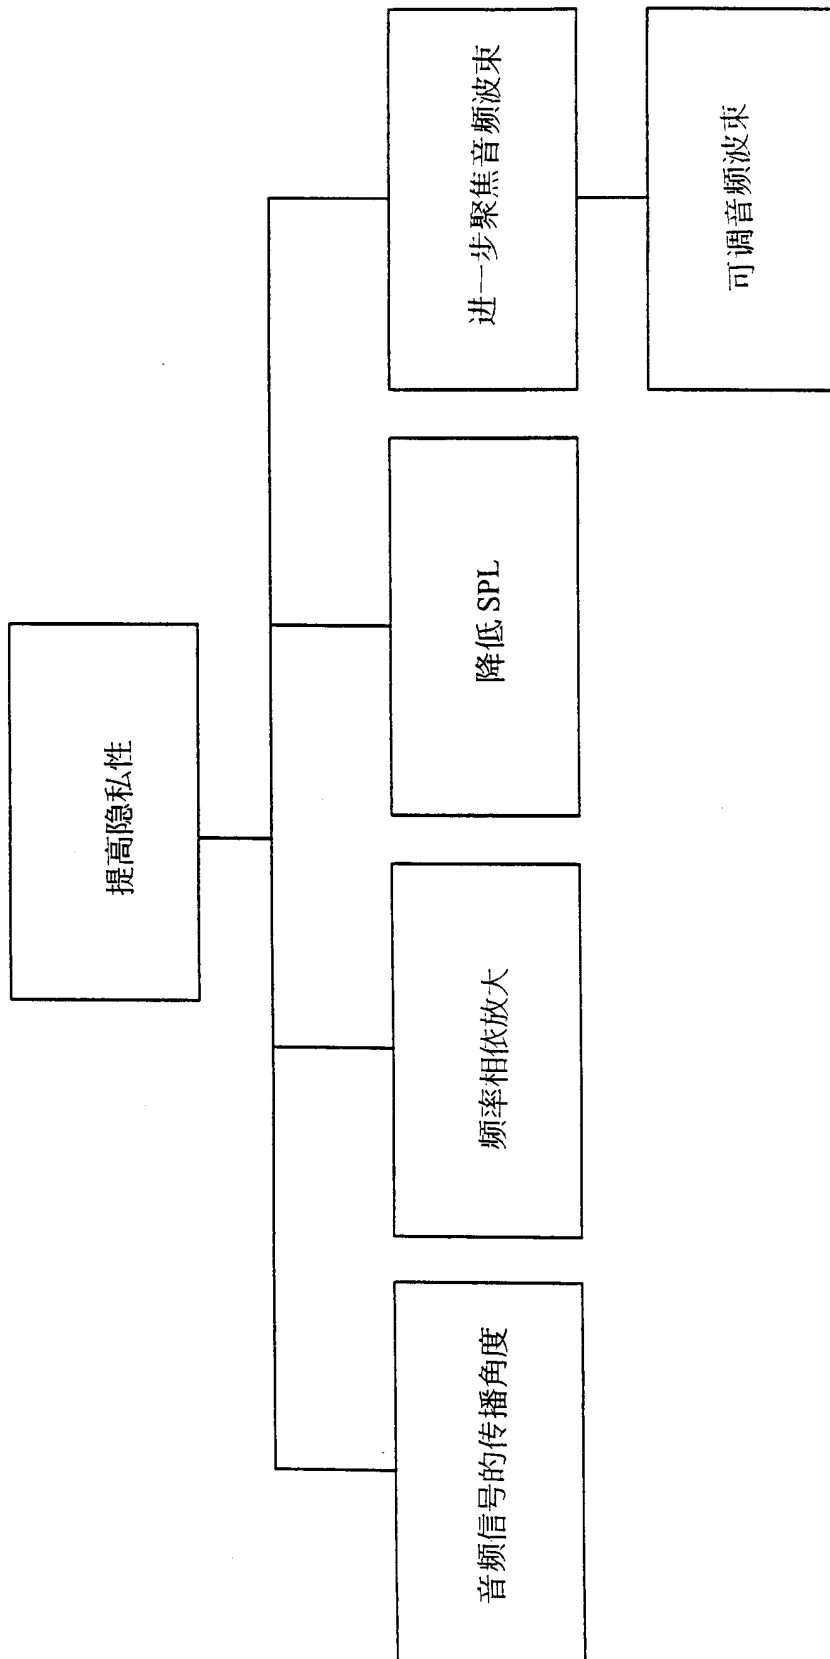 提高隐私性
音频信号的传播角度
频率相依放大
降低 SPL
进一步聚焦音频波束
可调音频波束